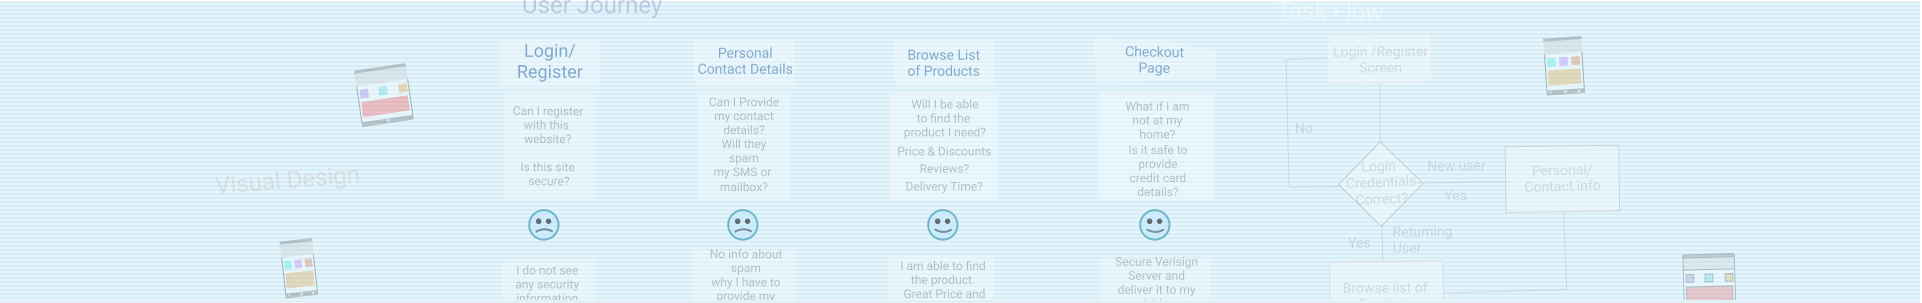 User Journey
Task Flow
Login/
Register
Personal
Contact Details
Browse List
of Products
Checkout
Page
Can I register
with this
website?
Is this site
secure?
Can I Provide
my contact
details?
Will they
spam
my SMS or
mailbox?
Will I be able
to find the
product I need?
Price & Discounts
Reviews?
Delivery Time?
What if I am
not at my
home?
Is it safe to
provide
credit card
details?
I do not see
any security
information
No info about
spam
why I have to
provide my
I am able to find
the product.
Great Price and
Secure Verisign
Server and
deliver it to my
Visual Design
Login /Register
Screen
No
Login
Credentials
Correct?
New user
Yes
Personal/
Contact info
Yes
Returning
User
Browse list of